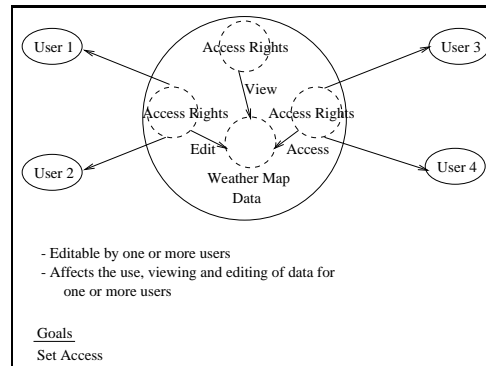 User 1
Access Rights
User 3
View
Access Rights
Access Rights
Edit
Access
User 2
Weather Map
Data
User 4
- Editable by one or more users
- Affects the use, viewing and editing of data for
one or more users
Goals
Set Access